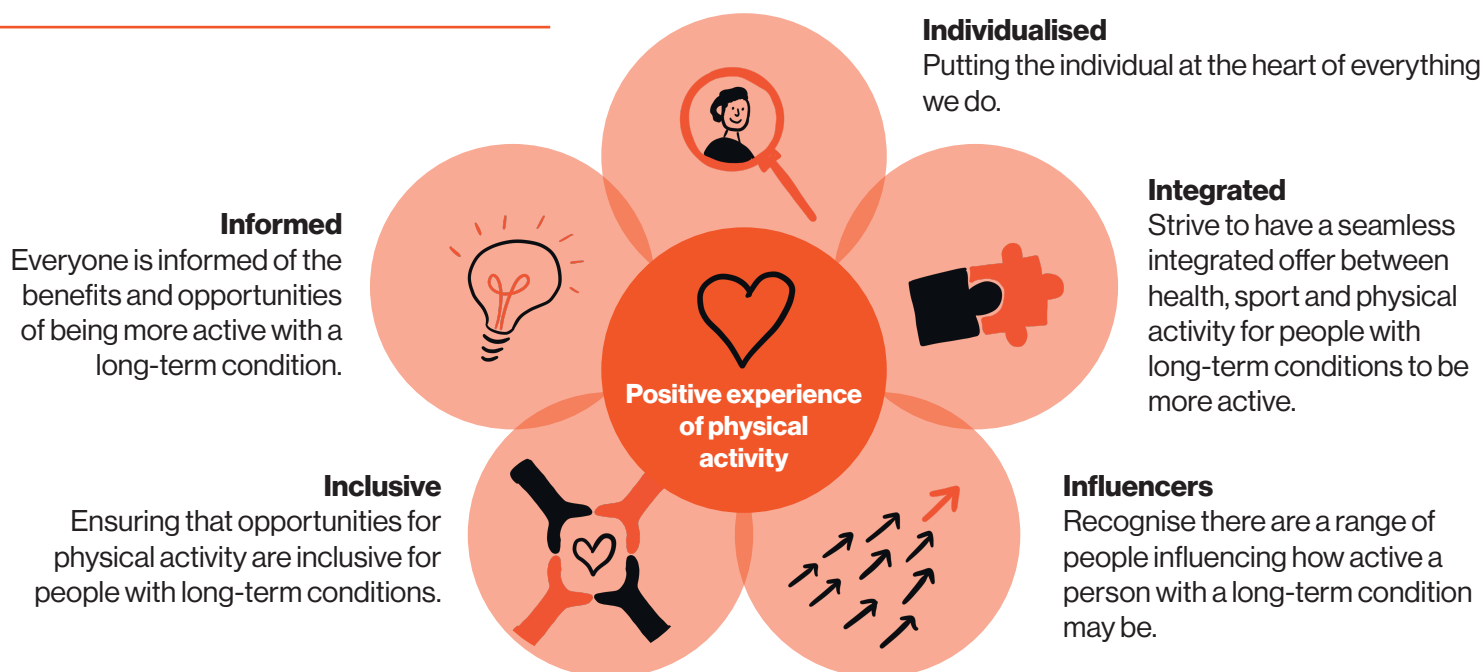 Individualised
Putting the individual at the heart of everything
we do.
Integrated
Strive to have a seamless
integrated offer between
health, sport and physical
activity for people with
long-term conditions to be
more active.
Influencers
Recognise there are a range of
people influencing how active a
person with a long-term condition
may be.
Inclusive
Ensuring that opportunities for
physical activity are inclusive for
people with long-term conditions.
Informed
Everyone is informed of the
benefits and opportunities
of being more active with a
long-term condition.
Positive experience
of physical
activity